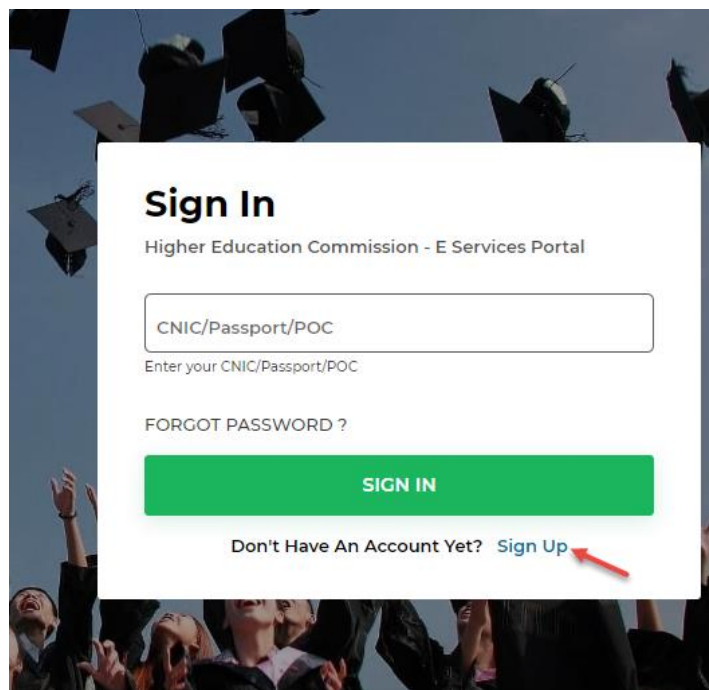 Sign In
Higher Education Commission - E Services Portal
CNIC/Passport/POC
Enter your CNIC/Passport/POC
FORGOT PASSWORD ?
SIGN IN
Don't Have An Account Yet? Sign Up